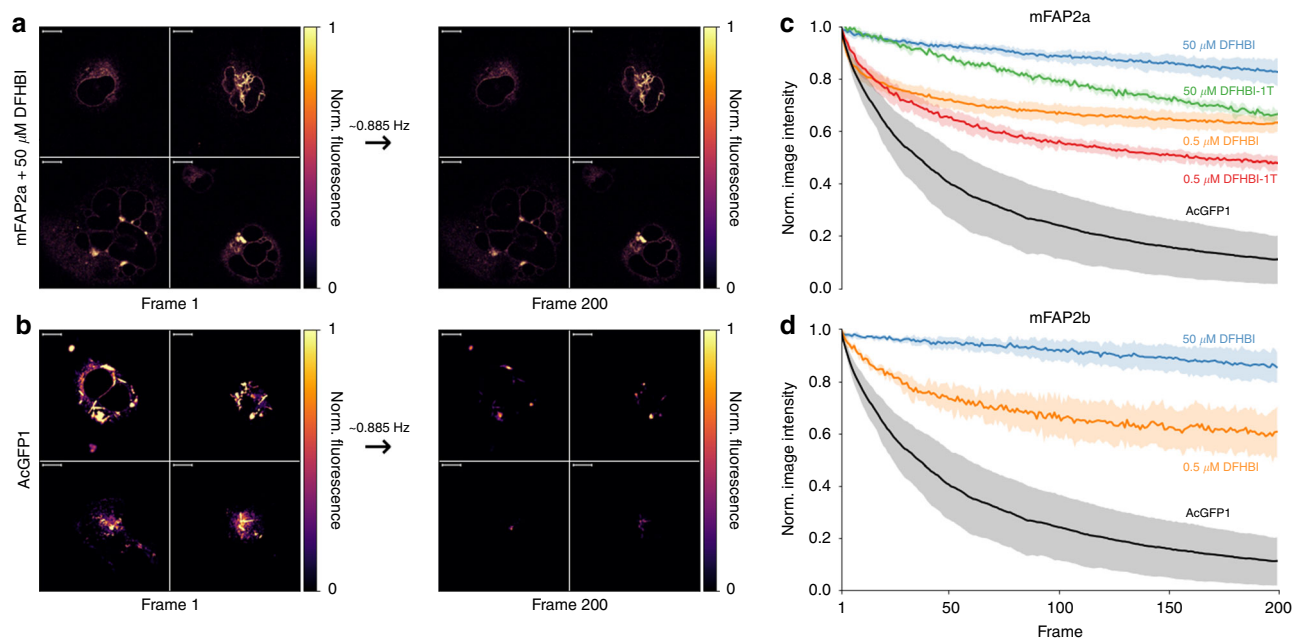 a
mFAP2a + 50 μM DFHBI
1
Norm. fluorescence
0
~0.885 Hz
→
1
Norm. fluorescence
0
Frame 1
Frame 200
b
AcGFP1
1
Norm. fluorescence
0
~0.885 Hz
→
1
Norm. fluorescence
0
Frame 1
Frame 200
c
mFAP2a
Norm. image intensity
1.0
0.8
0.6
0.4
0.2
0.0
50 μM DFHBI
50 μM DFHBI-1T
0.5 μM DFHBI
0.5 μM DFHBI-1T
AcGFP1
d
mFAP2b
Norm. image intensity
1.0
0.8
0.6
0.4
0.2
0.0
50 μM DFHBI
0.5 μM DFHBI
AcGFP1
1
50
100
150
200
Frame